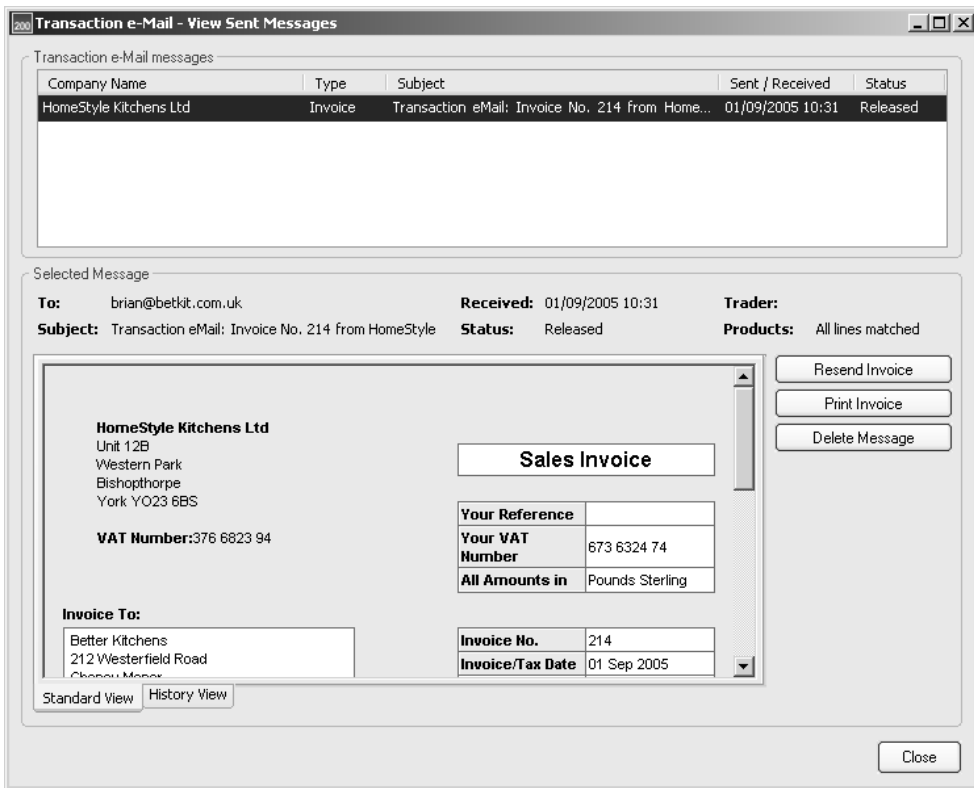 200 Transaction e-Mail - View Sent Messages
Transaction e-Mail messages
Company Name Type Subject Sent / Received Status
HomeStyle Kitchens Ltd Invoice Transaction eMail: Invoice No. 214 from Home... 01/09/2005 10:31 Released
Selected Message
To: brian@betkit.com.uk Received: 01/09/2005 10:31 Trader:
Subject: Transaction eMail: Invoice No. 214 from HomeStyle Status: Released Products: All lines matched
Resend Invoice
Print Invoice
Delete Message
HomeStyle Kitchens Ltd
Unit 12B
Western Park
Bishopthorpe
York YO23 6BS
VAT Number:376 6823 94
Sales Invoice
Your Reference
Your VAT Number 673 6324 74
All Amounts in Pounds Sterling
Invoice To:
Better Kitchens
212 Westerfield Road
Invoice No. 214
Invoice/Tax Date 01 Sep 2005
Standard View History View
Close